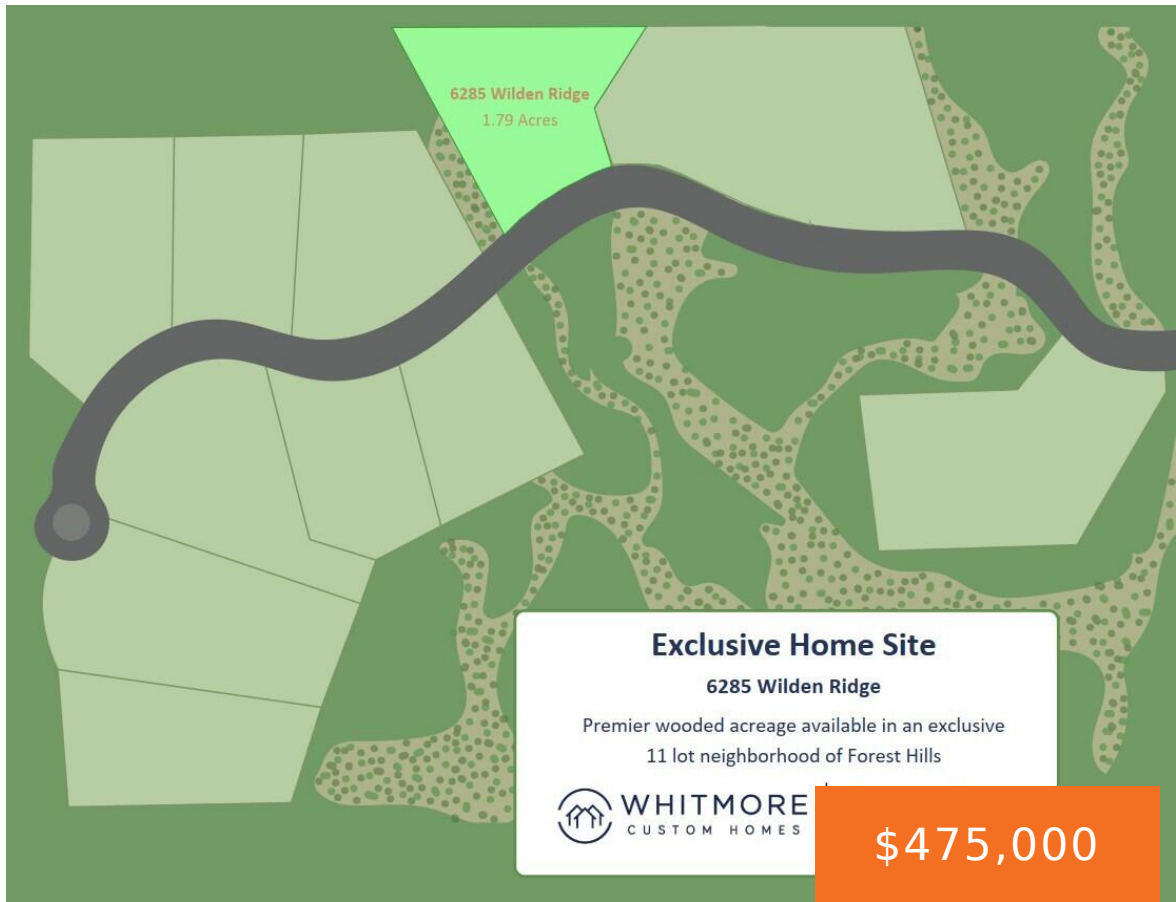 6285 Wilden Ridge
1.79 Acres
Exclusive Home Site
6285 Wilden Ridge
Premier wooded acreage available in an exclusive
11 lot neighborhood of Forest Hills
WHITMORE
CUSTOM HOMES
$475,000